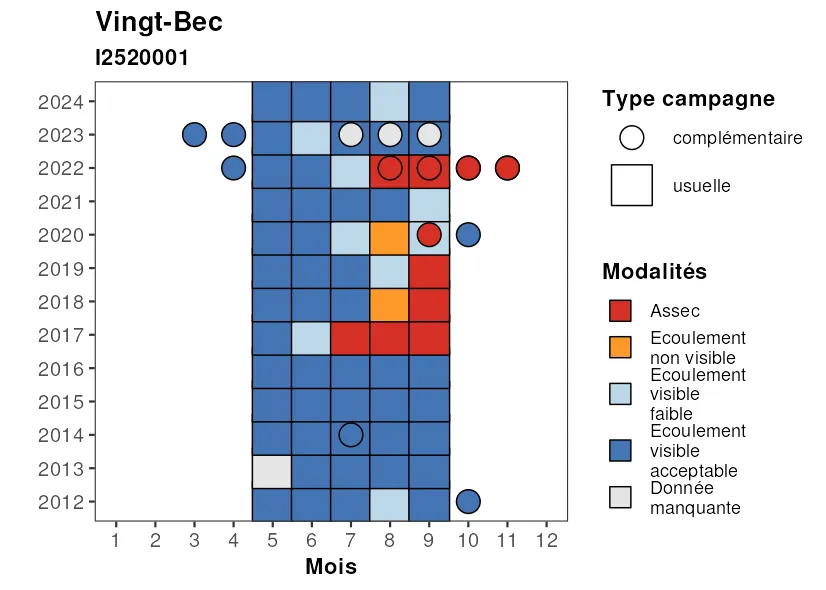 Vingt-Bec
I2520001
2024
2023
2022
2021
2020
2019
2018
2017
2016
2015
2014
2013
2012
1 2 3 4 5 6 7 8 9 10 11 12
Mois
Type campagne
complémentaire
usuelle
Modalités
Assec
Ecoulement
non visible
Ecoulement
visible
faible
Ecoulement
visible
acceptable
Donnée
manquante